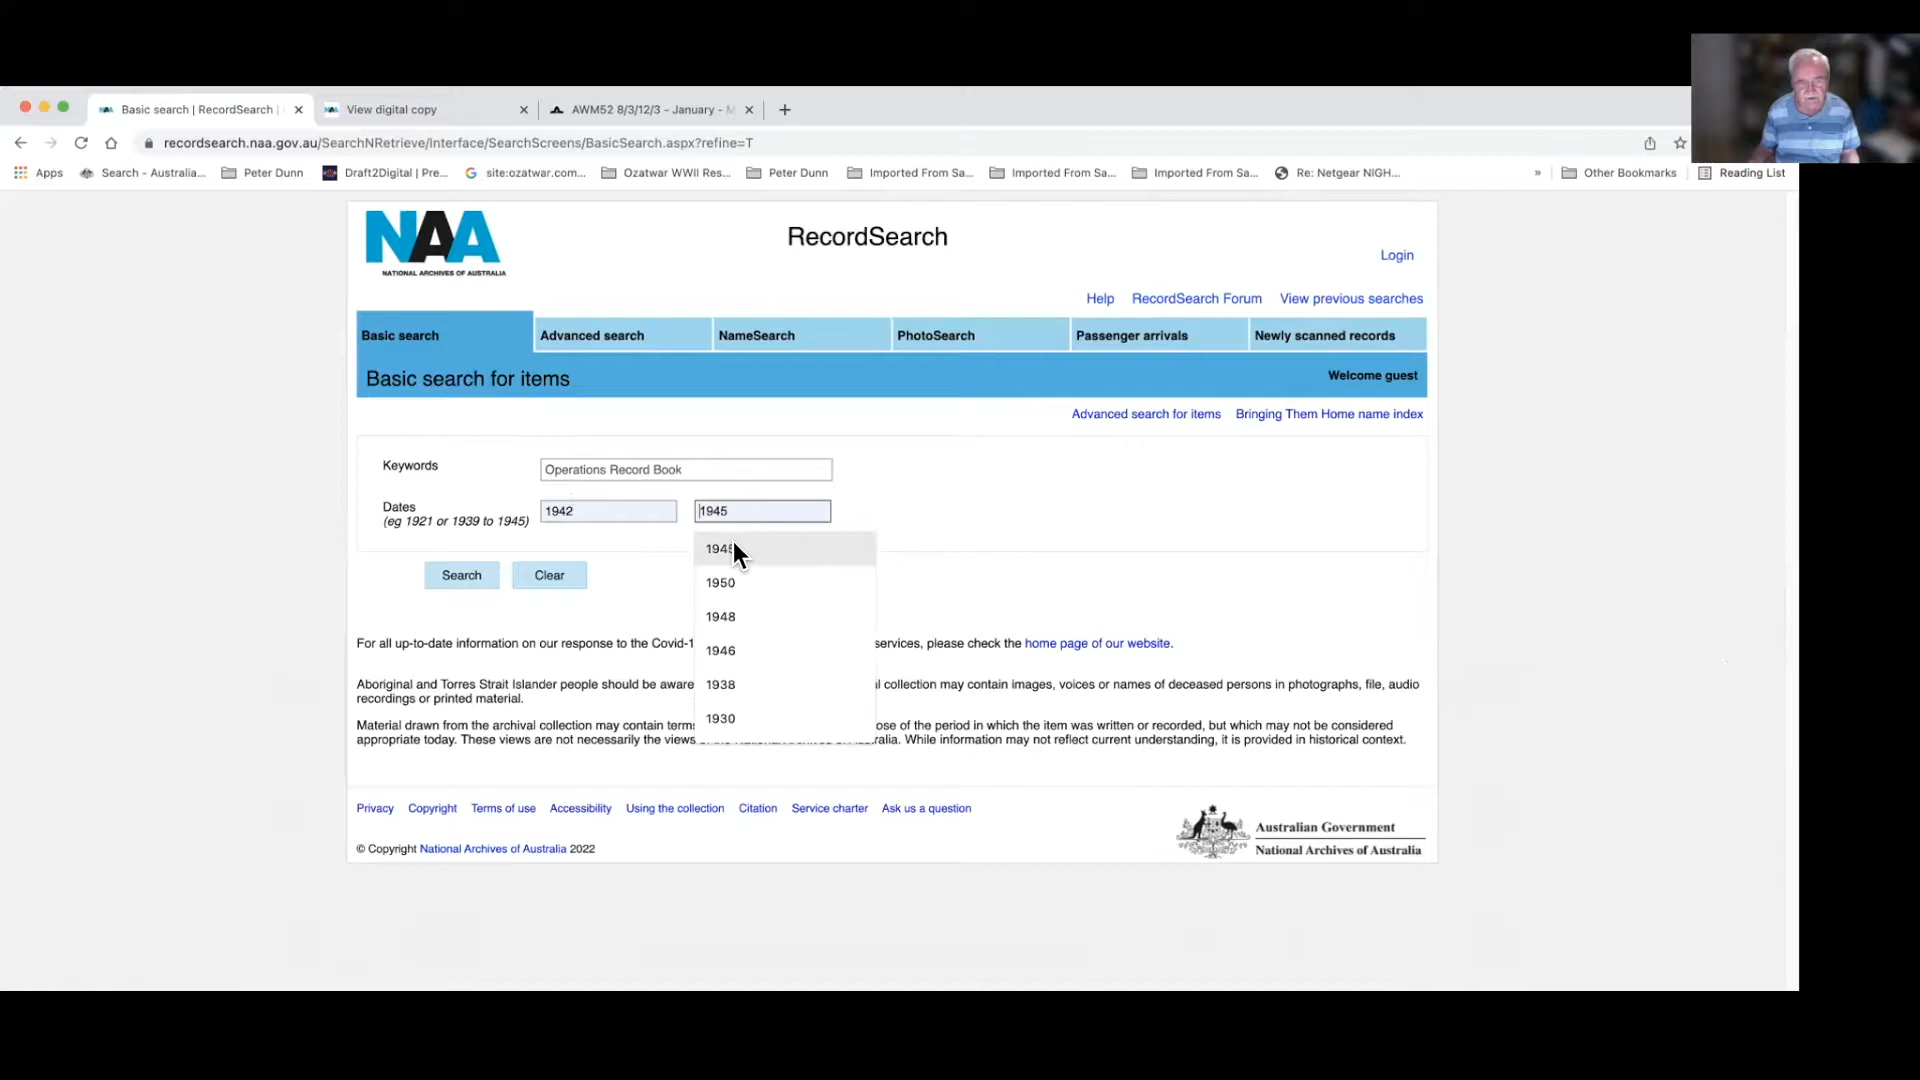 Basic search | RecordSearch |
View digital copy
AWM52 8/3/12/3 - January - M
recordsearch.naa.gov.au/SearchNRetrieve/Interface/SearchScreens/BasicSearch.aspx?refine=T
Apps
Search - Australia...
Peter Dunn
Draft2Digital | Pre...
site:ozatwar.com...
Ozatwar WWII Res...
Peter Dunn
Imported From Sa...
Imported From Sa...
Imported From Sa...
Re: Netgear NIGH...
»
Other Bookmarks
Reading List
NAA
NATIONAL ARCHIVES OF AUSTRALIA
RecordSearch
Login
Help RecordSearch Forum View previous searches
Basic search Advanced search NameSearch PhotoSearch Passenger arrivals Newly scanned records
Basic search for items
Welcome guest
Advanced search for items Bringing Them Home name index
Keywords
Operations Record Book
Dates
(eg 1921 or 1939 to 1945)
1942
1945
1945
1950
1948
1946
1938
1930
Search
Clear
For all up-to-date information on our response to the Covid-1 services, please check the home page of our website.
Aboriginal and Torres Strait Islander people should be aware l collection may contain images, voices or names of deceased persons in photographs, file, audio
recordings or printed material.
Material drawn from the archival collection may contain terms ose of the period in which the item was written or recorded, but which may not be considered
appropriate today. These views are not necessarily the views of the National Archives of Australia. While information may not reflect current understanding, it is provided in historical context.
Privacy Copyright Terms of use Accessibility Using the collection Citation Service charter Ask us a question
© Copyright National Archives of Australia 2022
Australian Government
National Archives of Australia